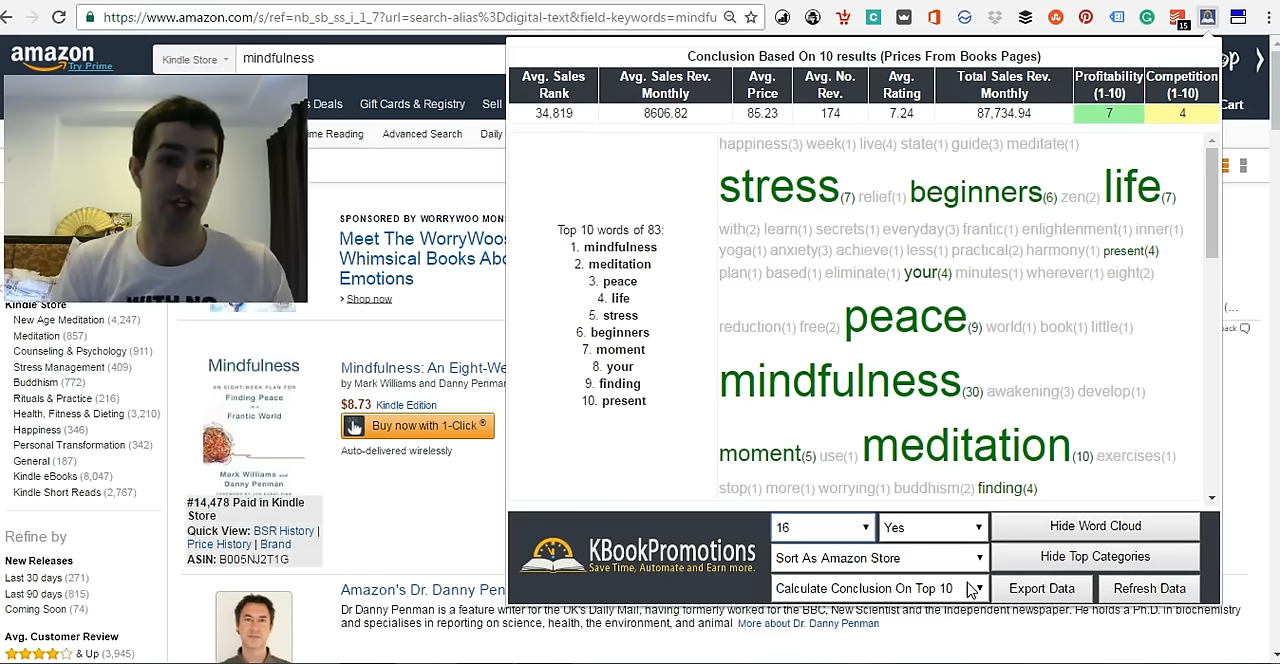 https://www.amazon.com/s/ref=nb_sb_ss_i_1_7?url=search-alias%3Ddigital-text&field-keywords=mindfu
15
amazon
Try Prime
Kindle Store
mindfulness
Deals
Gift Cards & Registry
Sell
Cart
Advanced Search
Daily
Conclusion Based On 10 results (Prices From Books Pages)
Avg. Sales Rank
Avg. Sales Rev. Monthly
Avg. Price
Avg. No. Rev.
Avg. Rating
Total Sales Rev. Monthly
Profitability (1-10)
Competition (1-10)
34,819
8606.82
85.23
174
7.24
87,734.94
7
4
Top 10 words of 83:
1. mindfulness
2. meditation
3. peace
4. life
5. stress
6. beginners
7. moment
8. your
9. finding
10. present
happiness(3) week(1) live(4) state(1) guide(3) meditate(1)
stress(7) relief(1) beginners(6) zen(2) life(7)
with(2) learn(1) secrets(1) everyday(3) frantic(1) enlightenment(1) inner(1)
yoga(1) anxiety(3) achieve(1) less(1) practical(2) harmony(1) present(4)
plan(1) based(1) eliminate(1) your(4) minutes(1) wherever(1) eight(2)
reduction(1) free(2) peace(9) world(1) book(1) little(1)
mindfulness(30) awakening(3) develop(1)
moment(5) use(1) meditation(10) exercises(1)
stop(1) more(1) worrying(1) buddhism(2) finding(4)
KBookPromotions
Save Time, Automate and Earn more.
16
Yes
Hide Word Cloud
Sort As Amazon Store
Hide Top Categories
Calculate Conclusion On Top 10
Export Data
Refresh Data
SPONSORED BY WORRYWOO MON
Meet The WorryWoos
Whimsical Books Abo
Emotions
› Shop now
Kindle Store
New Age Meditation (4,247)
Meditation (857)
Counseling & Psychology (911)
Stress Management (409)
Buddhism (772)
Rituals & Practice (216)
Health, Fitness & Dieting (3,210)
Happiness (346)
Personal Transformation (342)
General (187)
Kindle eBooks (8,047)
Kindle Short Reads (2,767)
Refine by
New Releases
Last 30 days (271)
Last 90 days (815)
Coming Soon (74)
Avg. Customer Review
& Up (3,945)
Mindfulness
AN EIGHT-WEEK PLAN FOR
Finding Peace
in a
Frantic World
Mark Williams and
Danny Penman
#14,478 Paid in Kindle
Store
Quick View: BSR History |
Price History | Brand
ASIN: B005NJ2T1G
Mindfulness: An Eight-We
by Mark Williams and Danny Penmar
$8.73 Kindle Edition
Buy now with 1-Click ®
Auto-delivered wirelessly
Amazon's Dr. Danny Penman
Dr Danny Penman is a feature writer for the UK's Daily Mail, having formerly worked for the BBC, New Scientist and the Independent newspaper. He holds a Ph.D. in biochemistry
and specialises in reporting on science, health, the environment, and animal More about Dr. Danny Penman